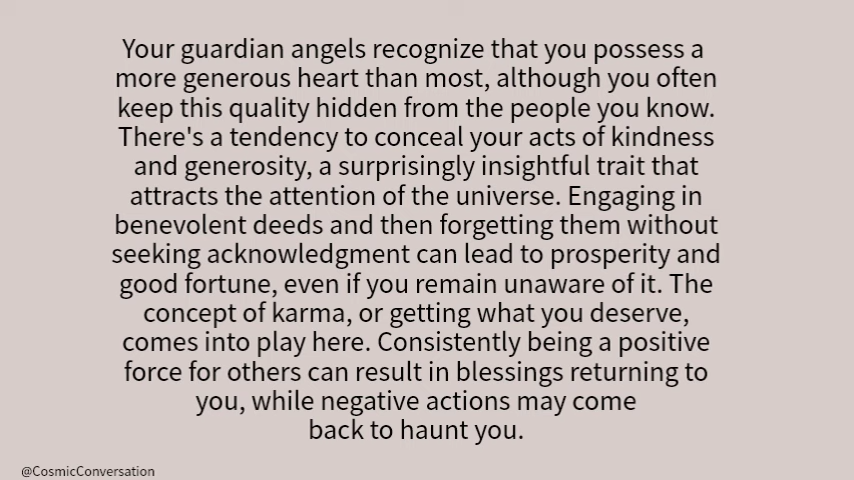 Your guardian angels recognize that you possess a
more generous heart than most, although you often
keep this quality hidden from the people you know.
There's a tendency to conceal your acts of kindness
and generosity, a surprisingly insightful trait that
attracts the attention of the universe. Engaging in
benevolent deeds and then forgetting them without
seeking acknowledgment can lead to prosperity and
good fortune, even if you remain unaware of it. The
concept of karma, or getting what you deserve,
comes into play here. Consistently being a positive
force for others can result in blessings returning to
you, while negative actions may come
back to haunt you.
@CosmicConversation